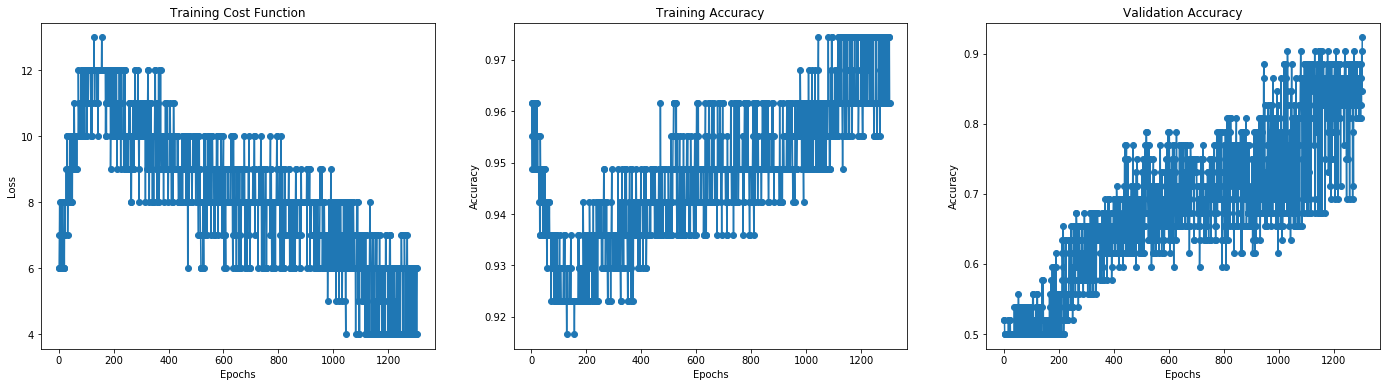 Training Cost Function
Loss
12
10
8
6
4
0 200 400 600 800 1000 1200
Epochs
Training Accuracy
Accuracy
0.97
0.96
0.95
0.94
0.93
0.92
0 200 400 600 800 1000 1200
Epochs
Validation Accuracy
Accuracy
0.9
0.8
0.7
0.6
0.5
0 200 400 600 800 1000 1200
Epochs